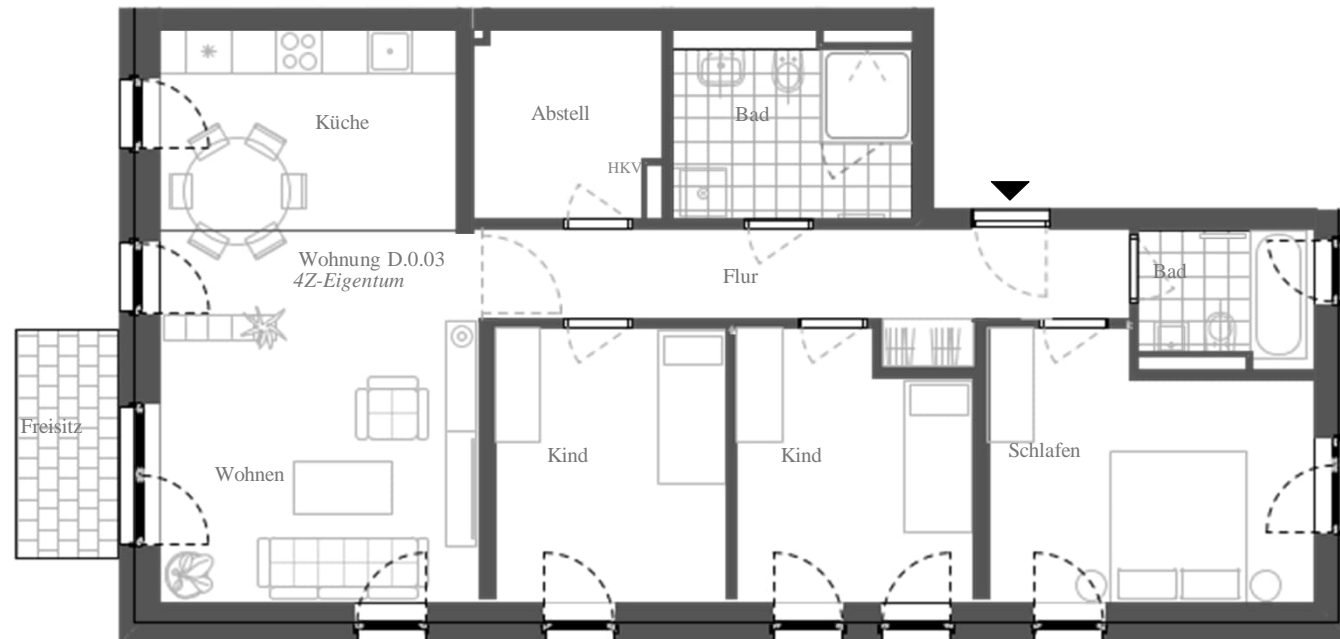 Küche
Abstell
Bad
HKV
Wohnung D.0.03
4Z-Eigentum
Flur
Bad
Freisitz
Wohnen
Kind
Kind
Schlafen